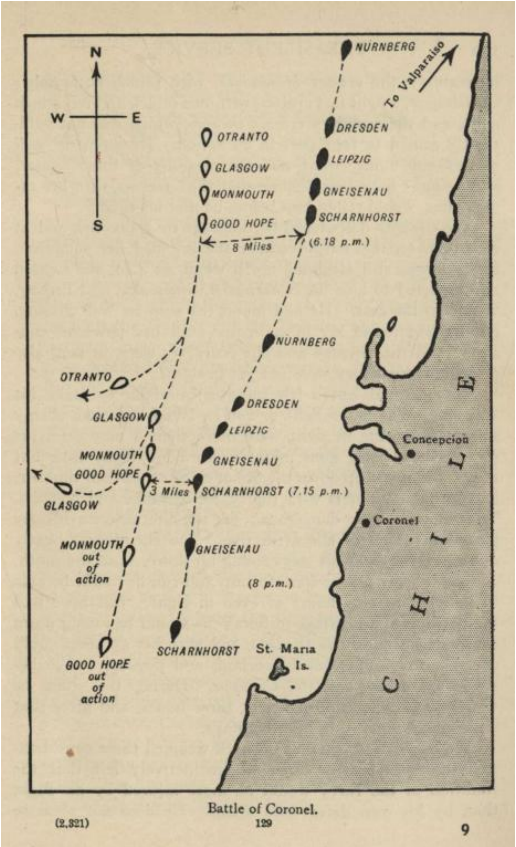 NURNBERG
To Valparaiso
N
W
E
S
DRESDEN
OTRANTO
LEIPZIG
GLASGOW
GNEISENAU
MONMOUTH
SCHARNHORST
GOOD HOPE
8 Miles
(6.18 p.m.)
NÜRNBERG
OTRANTO
DRESDEN
GLASGOW
LEIPZIG
Concepcion
MONMOUTH
GNEISENAU
GOOD HOPE
3 Miles
SCHARNHORST (7.15 p.m.)
GLASGOW
Coronel
MONMOUTH
out
of
action
GNEISENAU
(8 p.m.)
SCHARNHORST
St. Maria
Is.
GOOD HOPE
out
of
action
CHILE
Battle of Coronel.
(2,321)
129
9